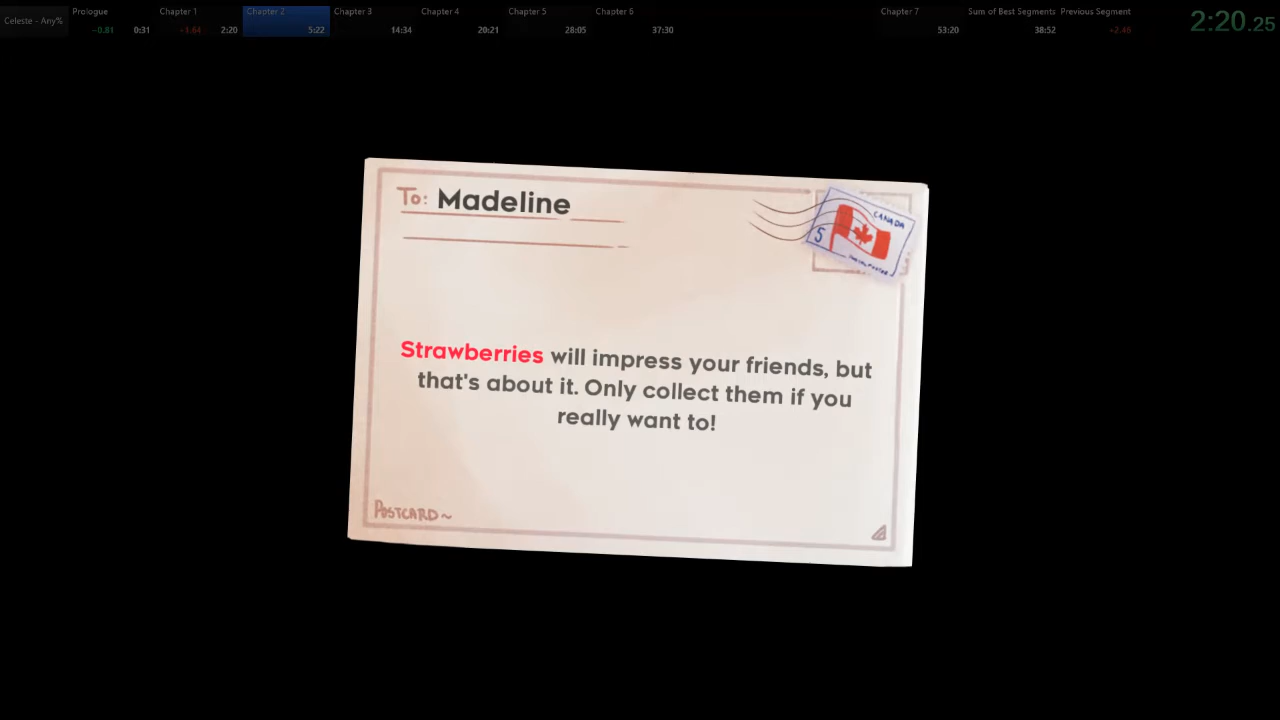 Celeste - Any%
Prologue
-0.81 0:31
Chapter 1
+1.64 2:20
Chapter 2
5:22
Chapter 3
14:34
Chapter 4
20:21
Chapter 5
28:05
Chapter 6
37:30
Chapter 7
53:20
Sum of Best Segments
38:52
Previous Segment
+2.46
2:20.25
To: Madeline
CANADA
5
Strawberries will impress your friends, but
that's about it. Only collect them if you
really want to!
POSTCARD~